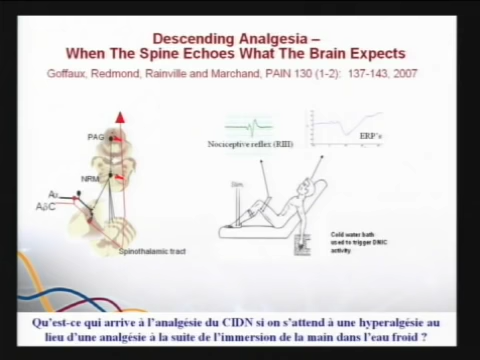 Descending Analgesia –
When The Spine Echoes What The Brain Expects
Goffaux, Redmond, Rainville and Marchand, PAIN 130 (1-2): 137-143, 2007
PAG
NRM
AδC
Spinothalamic tract
Nociceptive reflex (RIII)
ERP's
Stim.
Cold water bath
used to trigger DNIC
activity
Qu'est-ce qui arrive à l'analgésie du CIDN si on s'attend à une hyperalgésie au
lieu d'une analgésie à la suite de l'immersion de la main dans l'eau froid ?